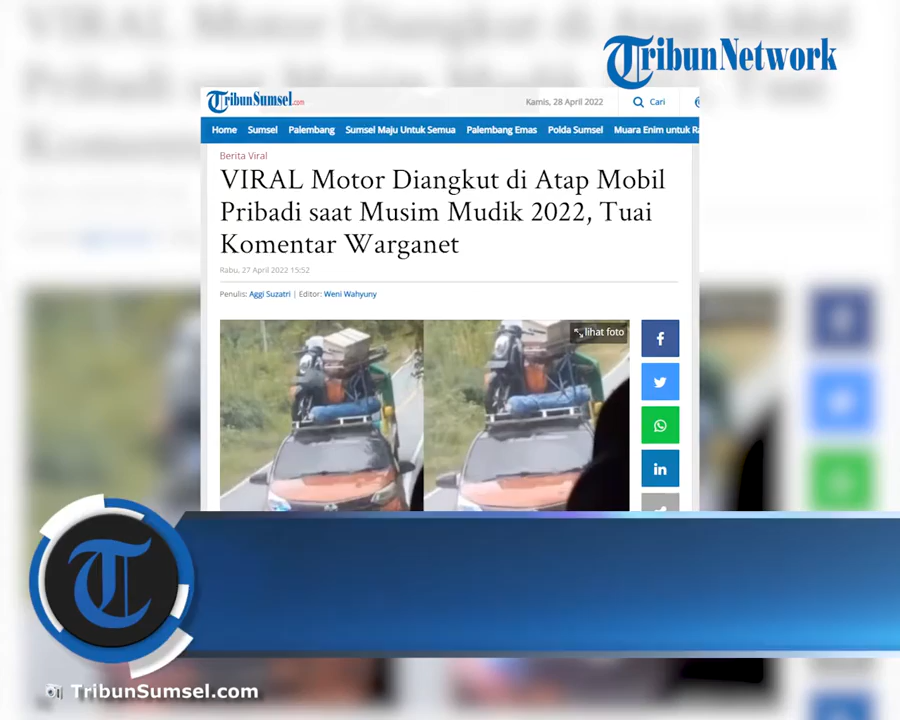 TribunNetwork
TribunSumsel.com
Kamis, 28 April 2022
Cari
Home Sumsel Palembang Sumsel Maju Untuk Semua Palembang Emas Polda Sumsel Muara Enim untuk Ra
Berita Viral
VIRAL Motor Diangkut di Atap Mobil
Pribadi saat Musim Mudik 2022, Tuai
Komentar Warganet
Rabu, 27 April 2022 15:52
Penulis: Aggi Suzatri | Editor: Weni Wahyuny
lihat foto
T
TribunSumsel.com